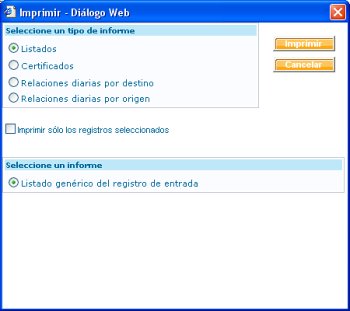 Imprimir - Diálogo Web
Seleccione un tipo de informe
Listados
Imprimir
Certificados
Cancelar
Relaciones diarias por destino
Relaciones diarias por origen
Imprimir sólo los registros seleccionados
Seleccione un informe
Listado genérico del registro de entrada